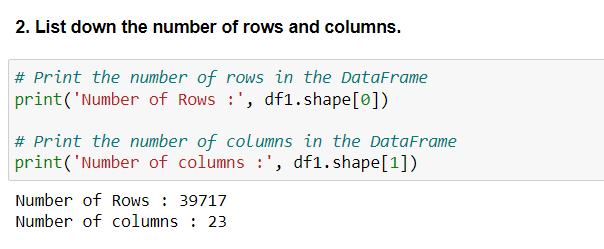 2. List down the number of rows and columns.
# Print the number of rows in the DataFrame
print('Number of Rows :', df1.shape[0])
# Print the number of columns in the DataFrame
print('Number of columns :', df1.shape[1])
Number of Rows : 39717
Number of columns : 23